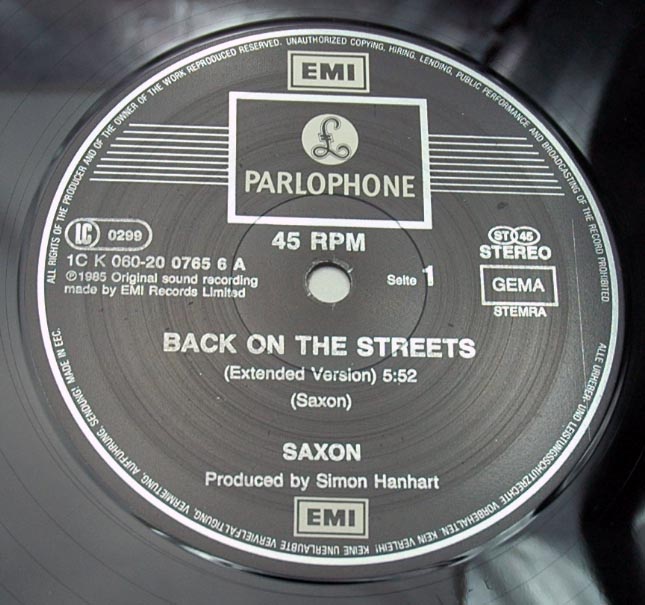 ALL RIGHTS OF THE PRODUCER AND OF THE OWNER OF THE WORK REPRODUCED RESERVED. UNAUTHORIZED COPYING, HIRING, LENDING, PUBLIC PERFORMANCE AND BROADCASTING OF THE RECORD PROHIBITED
EMI
£
PARLOPHONE
LC 0299
45 RPM
ST 45
STEREO
1C K 060-20 0765 6 A
℗1985 Original sound recording
made by EMI Records Limited
Seite 1
GEMA
STEMRA
BACK ON THE STREETS
(Extended Version) 5:52
(Saxon)
SAXON
Produced by Simon Hanhart
EMI
ALLE URHEBER- UND LEISTUNGSSCHUTZRECHTE VORBEHALTEN. KEIN VERLEIH! KEINE UNERLAUBTE VERVIELFÄLTIGUNG, VERMIETUNG, AUFFÜHRUNG, SENDUNG! MADE IN EEC.